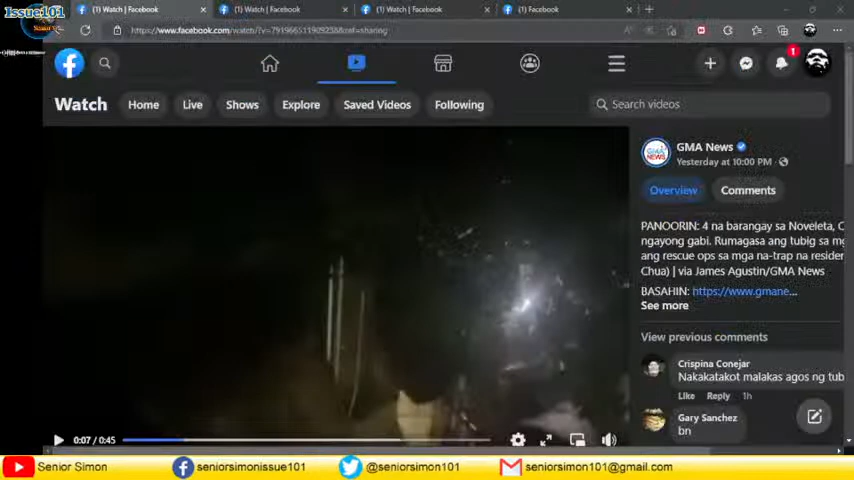 Issue101
(1) Watch | Facebook
(1) Watch | Facebook
(1) Watch | Facebook
(1) Facebook
Watch
Home
Live
Shows
Explore
Saved Videos
Following
Search videos
1
GMA News
Yesterday at 10:00 PM
Overview
Comments
PANOORIN: 4 na barangay sa Noveleta, C
ngayong gabi. Rumagasa ang tubig sa m
ang rescue ops sa mga na-trap na reside
Chua) | via James Agustin/GMA News
BASAHIN: https://www.gmane...
See more
View previous comments
Crispina Conejar
Nakakatakot malakas agos ng tub
Like Reply 1h
Gary Sanchez
bn
0:07 / 0:45
Senior Simon
seniorsimonissue101
@seniorsimon101
seniorsimon101@gmail.com